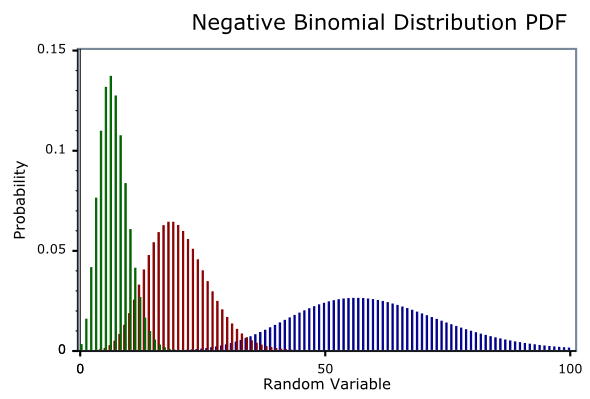 Negative Binomial Distribution PDF
0.15
0.1
0.05
0
0 50 100
Probability
Random Variable